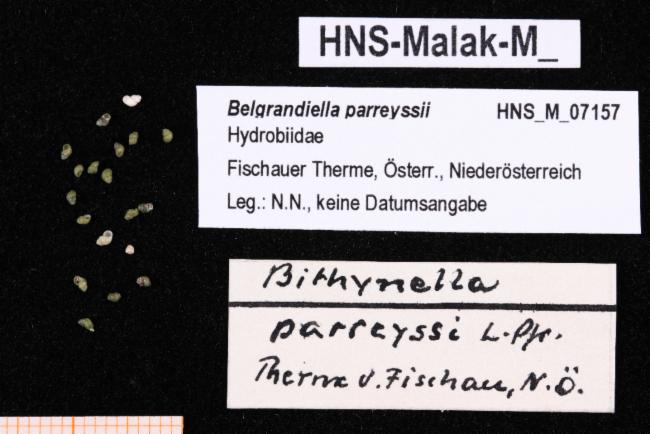 HNS-Malak-M_
Belgrandiella parreyssii HNS_M_07157
Hydrobiidae
Fischauer Therme, Österr., Niederösterreich
Leg.: N.N., keine Datumsangabe
Bithynella
parreyssi L. Pfr.
Therme v. Fischau, N.Ö.